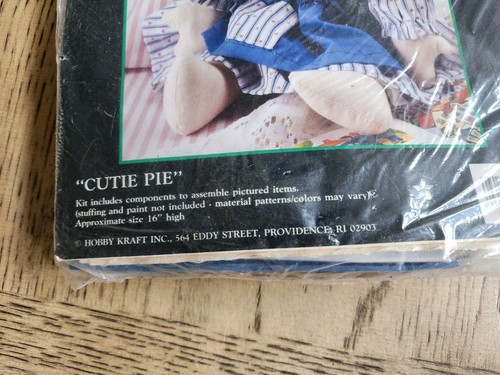 "CUTIE PIE"
Kit includes components to assemble pictured items.
(stuffing and paint not included - material patterns/colors may vary)
Approximate size 16" high
© HOBBY KRAFT INC., 564 EDDY STREET, PROVIDENCE, RI 02903